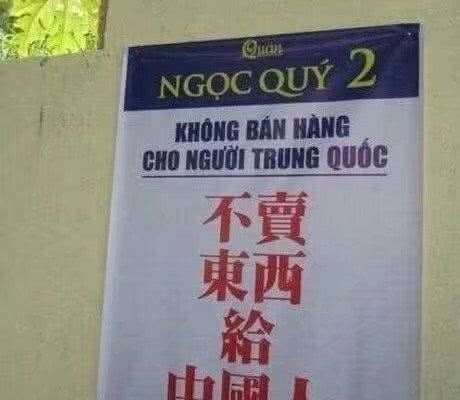 Quán
NGỌC QUÝ 2
KHÔNG BÁN HÀNG
CHO NGƯỜI TRUNG QUỐC
不賣
東西
給
中國人